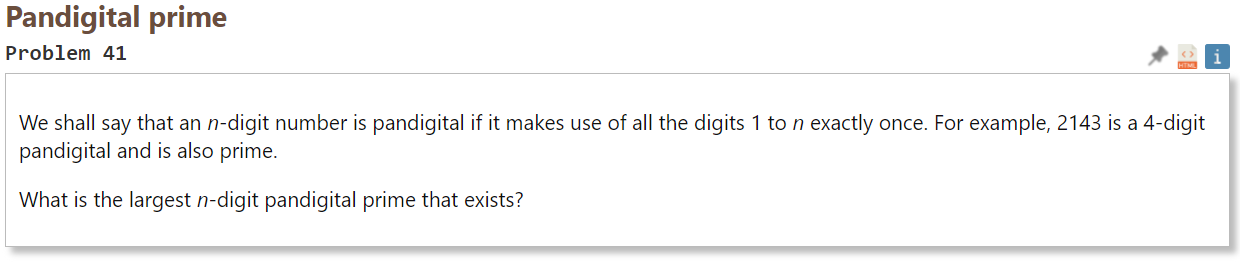 Pandigital prime
Problem 41
HTML
i
We shall say that an n-digit number is pandigital if it makes use of all the digits 1 to n exactly once. For example, 2143 is a 4-digit
pandigital and is also prime.
What is the largest n-digit pandigital prime that exists?